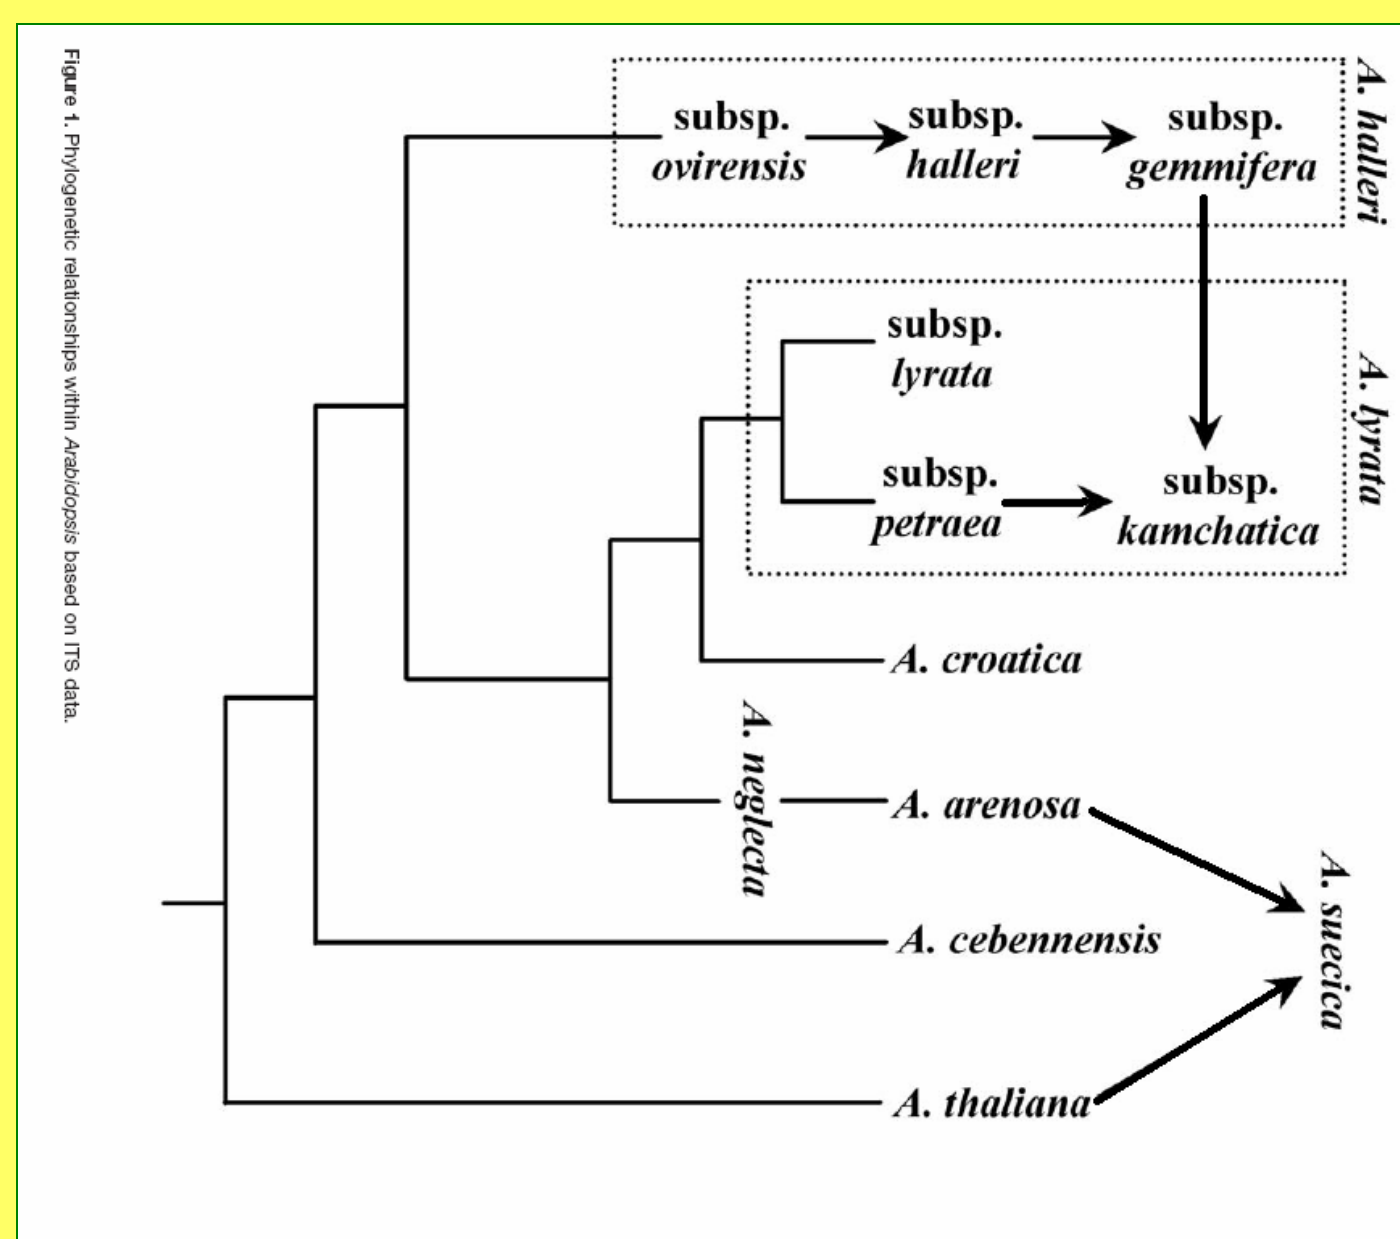 Figure 1. Phylogenetic relationships within Arabidopsis based on ITS data.
A. halleri
subsp.
ovirensis
subsp.
halleri
subsp.
gemmifera
A. lyrata
subsp.
lyrata
subsp.
petraea
subsp.
kamchatica
A. croatica
A. neglecta
A. arenosa
A. suecica
A. cebennensis
A. thaliana